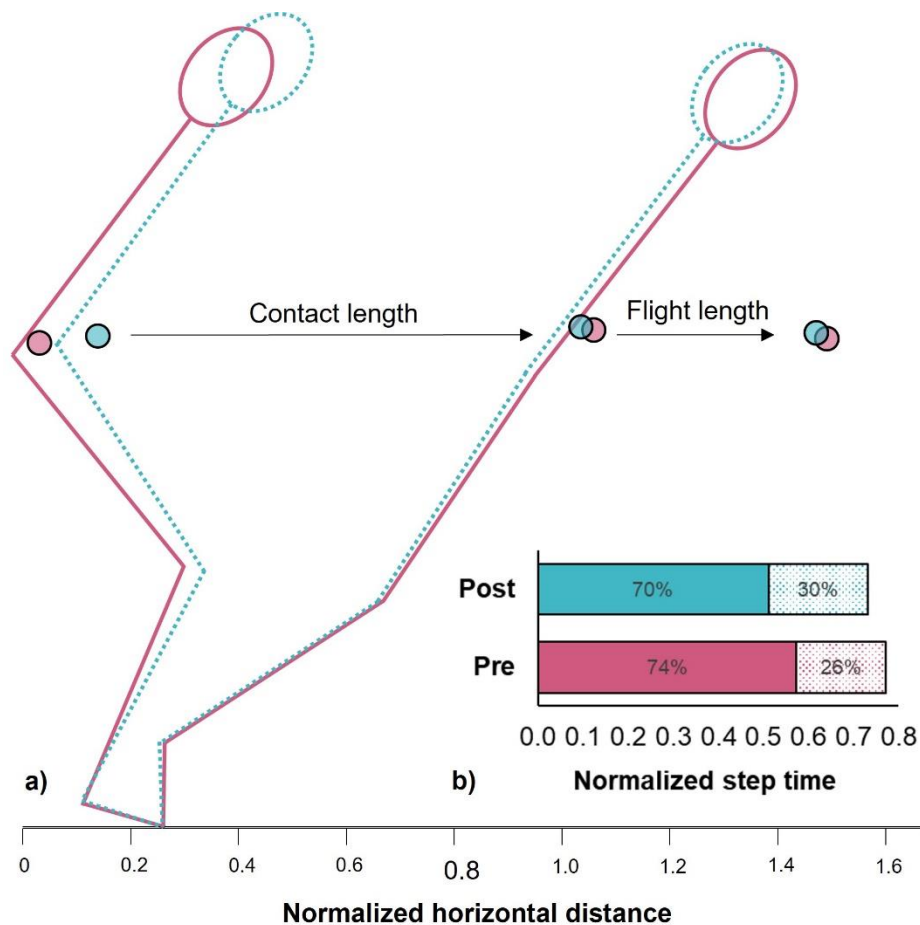 Contact length
Flight length
Post
70%
30%
Pre
74%
26%
0.0 0.1 0.2 0.3 0.4 0.5 0.6 0.7 0.8
a)
b)
Normalized step time
0 0.2 0.4 0.6 0.8 1.0 1.2 1.4 1.6
Normalized horizontal distance